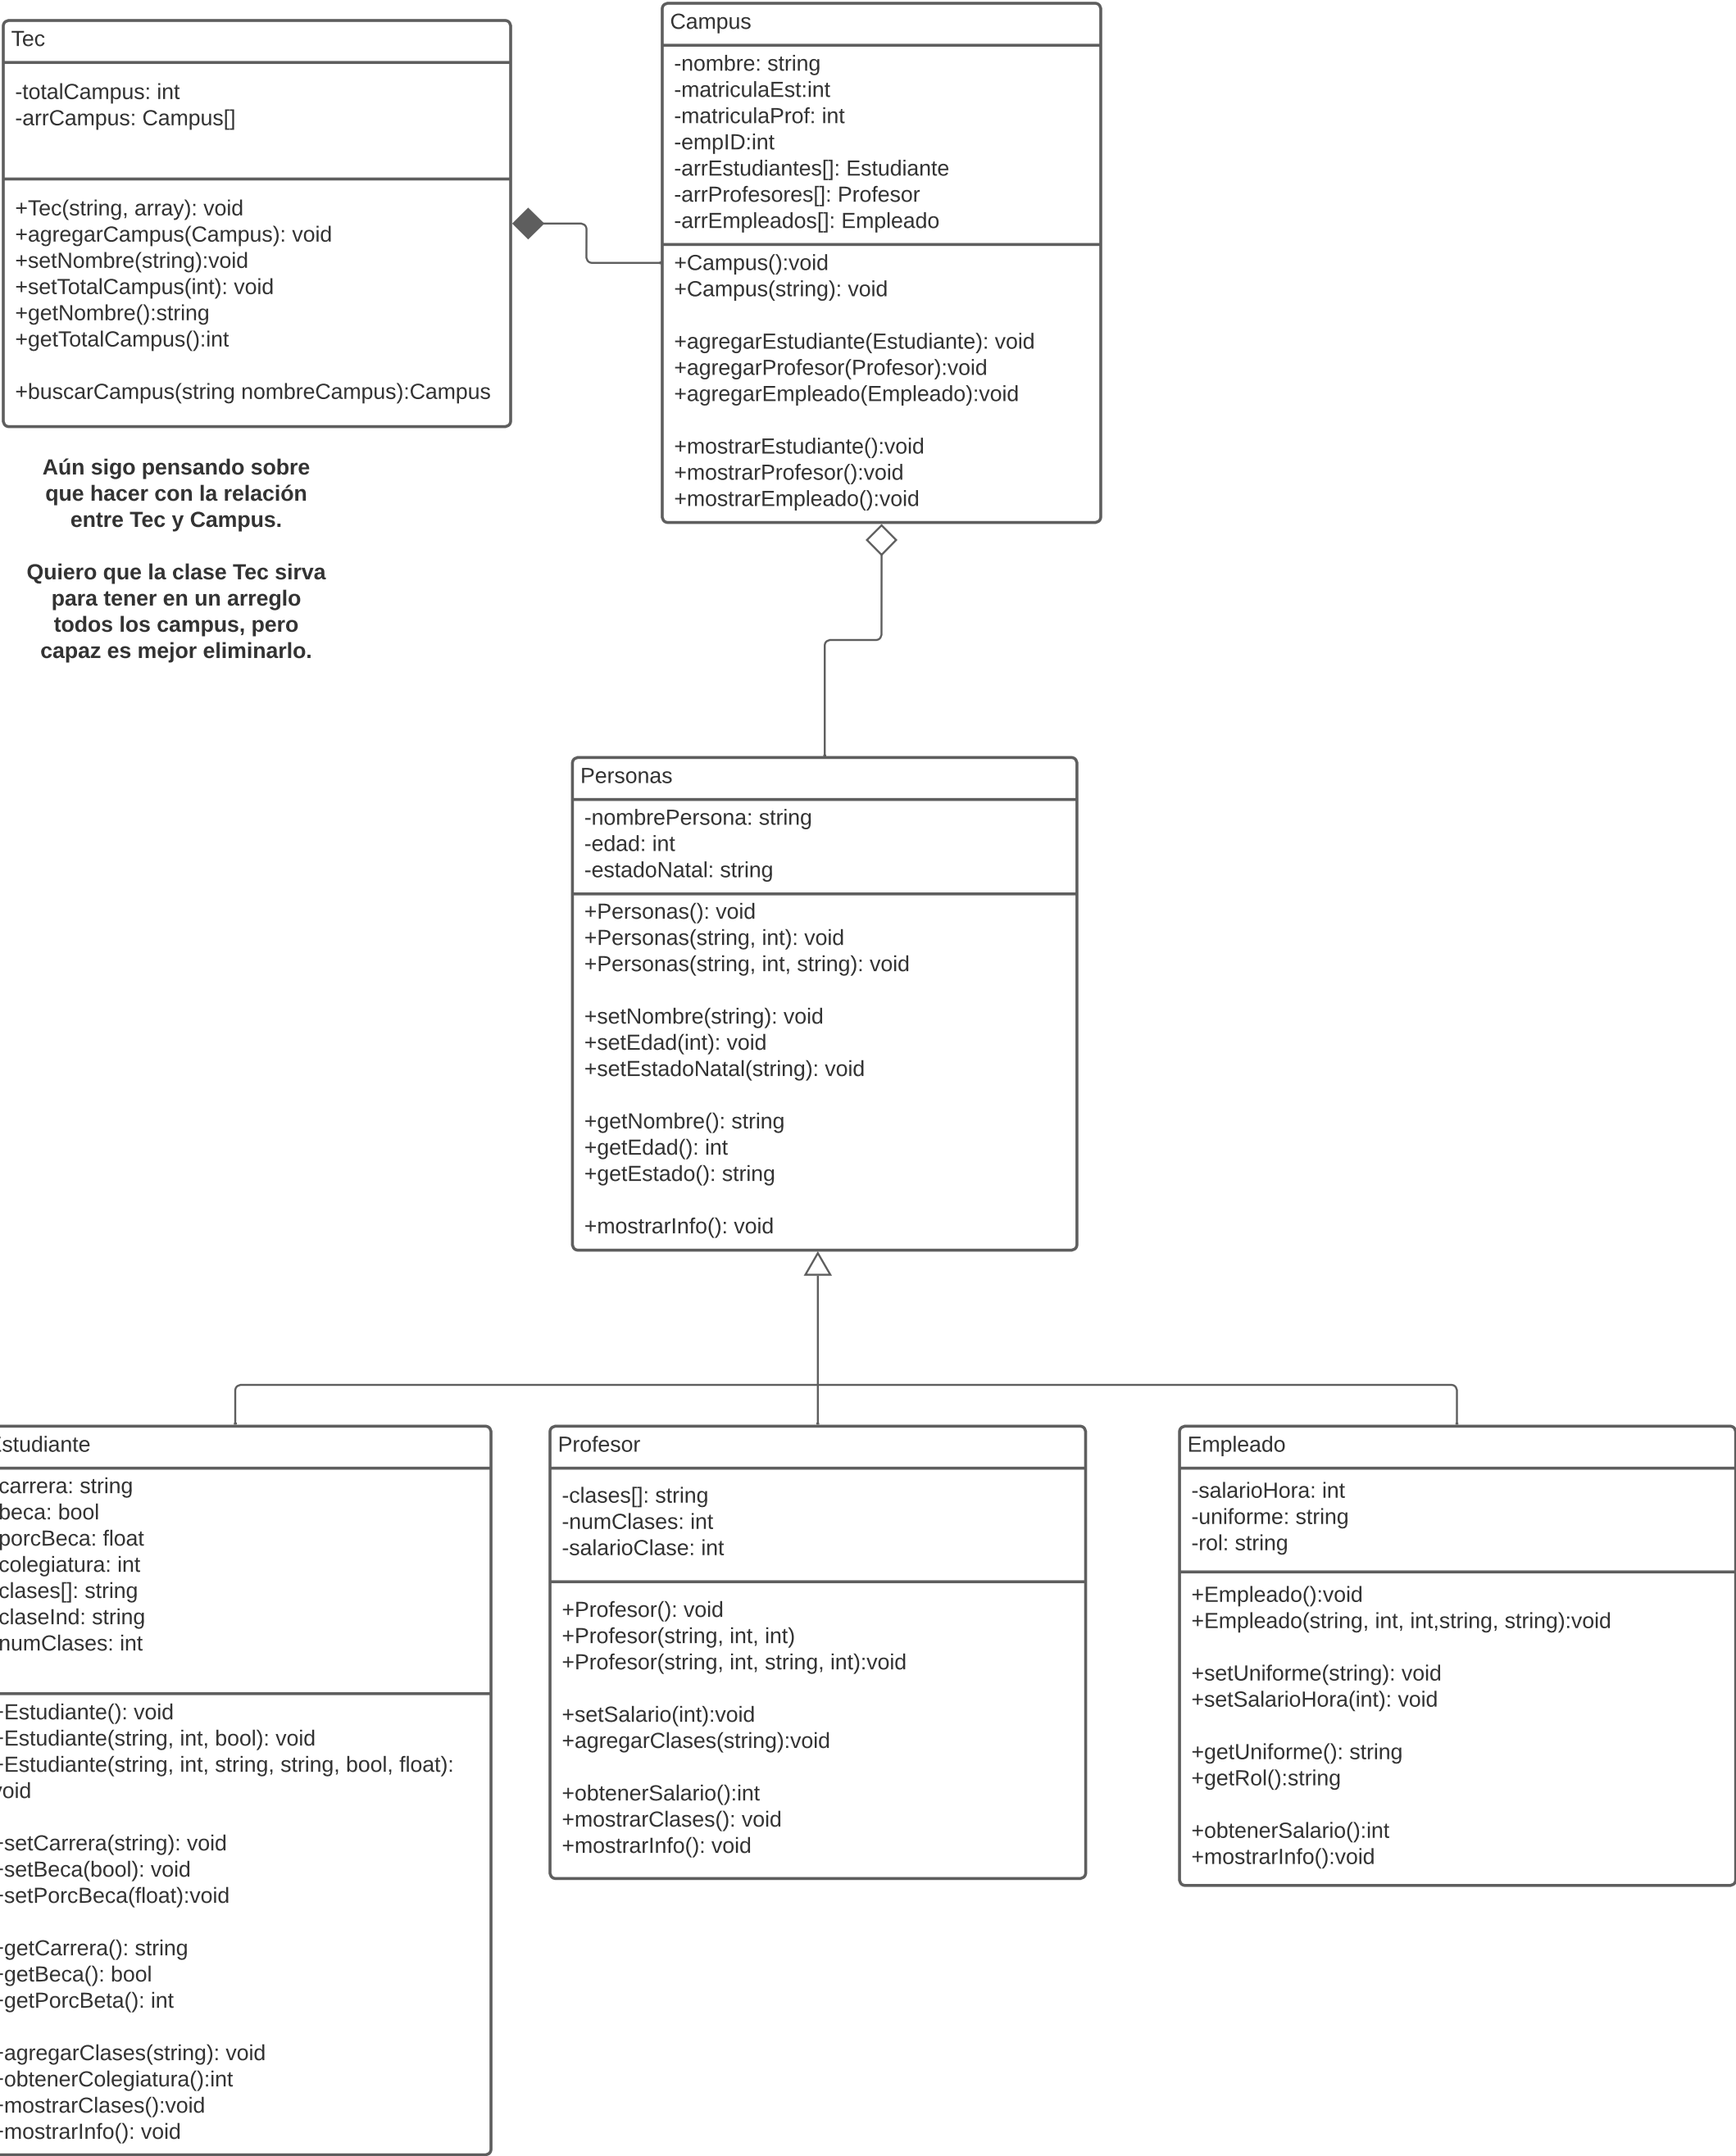 Tec
-totalCampus: int
-arrCampus: Campus[]
+Tec(string, array): void
+agregarCampus(Campus): void
+setNombre(string):void
+setTotalCampus(int): void
+getNombre():string
+getTotalCampus():int
+buscarCampus(string nombreCampus):Campus
Aún sigo pensando sobre
que hacer con la relación
entre Tec y Campus.
Quiero que la clase Tec sirva
para tener en un arreglo
todos los campus, pero
capaz es mejor eliminarlo.
Campus
-nombre: string
-matriculaEst:int
-matriculaProf: int
-empID:int
-arrEstudiantes[]: Estudiante
-arrProfesores[]: Profesor
-arrEmpleados[]: Empleado
+Campus():void
+Campus(string): void
+agregarEstudiante(Estudiante): void
+agregarProfesor(Profesor):void
+agregarEmpleado(Empleado):void
+mostrarEstudiante():void
+mostrarProfesor():void
+mostrarEmpleado():void
Personas
-nombrePersona: string
-edad: int
-estadoNatal: string
+Personas(): void
+Personas(string, int): void
+Personas(string, int, string): void
+setNombre(string): void
+setEdad(int): void
+setEstadoNatal(string): void
+getNombre(): string
+getEdad(): int
+getEstado(): string
+mostrarInfo(): void
Estudiante
carrera: string
beca: bool
porcBeca: float
colegiatura: int
clases[]: string
claseInd: string
numClases: int
+Estudiante(): void
+Estudiante(string, int, bool): void
+Estudiante(string, int, string, string, bool, float):
void
+setCarrera(string): void
+setBeca(bool): void
+setPorcBeca(float):void
+getCarrera(): string
+getBeca(): bool
+getPorcBeta(): int
+agregarClases(string): void
+obtenerColegiatura():int
+mostrarClases():void
+mostrarInfo(): void
Profesor
-clases[]: string
-numClases: int
-salarioClase: int
+Profesor(): void
+Profesor(string, int, int)
+Profesor(string, int, string, int):void
+setSalario(int):void
+agregarClases(string):void
+obtenerSalario():int
+mostrarClases(): void
+mostrarInfo(): void
Empleado
-salarioHora: int
-uniforme: string
-rol: string
+Empleado():void
+Empleado(string, int, int,string, string):void
+setUniforme(string): void
+setSalarioHora(int): void
+getUniforme(): string
+getRol():string
+obtenerSalario():int
+mostrarInfo():void